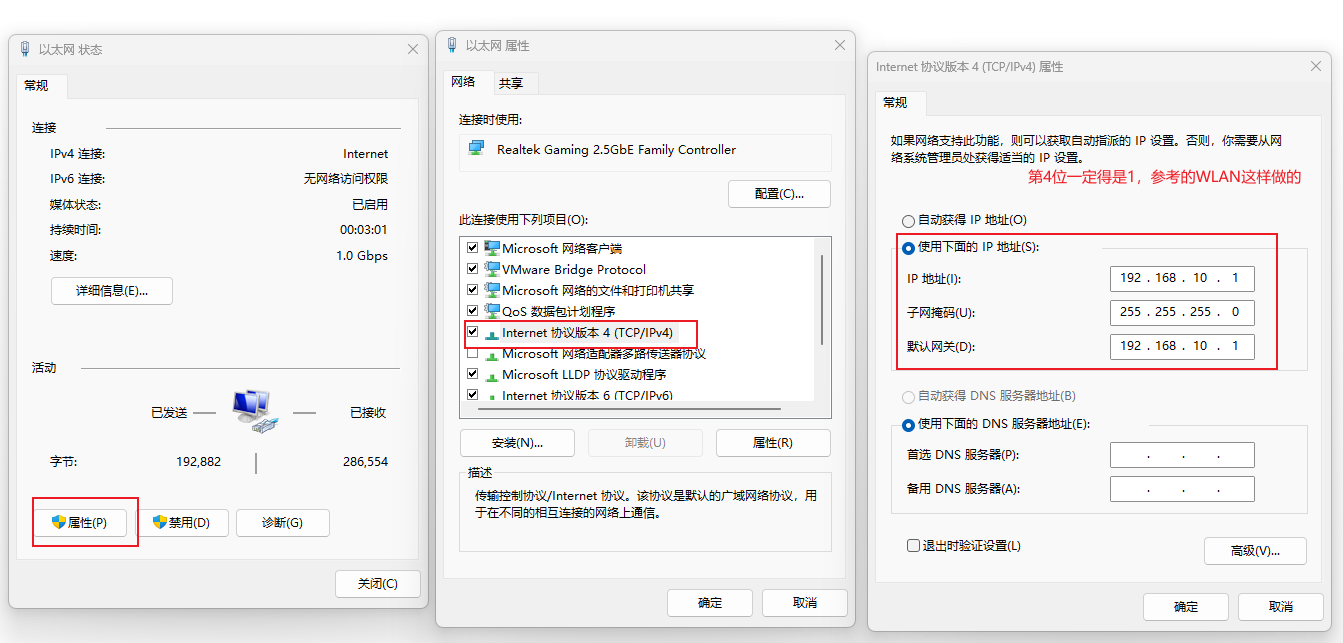 以太网 状态
常规
连接
IPv4 连接: Internet
IPv6 连接: 无网络访问权限
媒体状态: 已启用
持续时间: 00:03:01
速度: 1.0 Gbps
详细信息(E)...
活动
已发送 已接收
字节: 192,882 286,554
属性(P) 禁用(D) 诊断(G)
关闭(C)
以太网 属性
网络 共享
连接时使用:
Realtek Gaming 2.5GbE Family Controller
配置(C)...
此连接使用下列项目(O):
Microsoft 网络客户端
VMware Bridge Protocol
Microsoft 网络的文件和打印机共享
QoS 数据包计划程序
Internet 协议版本 4 (TCP/IPv4)
Microsoft 网络适配器多路传送器协议
Microsoft LLDP 协议驱动程序
Internet 协议版本 6 (TCP/IPv6)
安装(N)... 卸载(U) 属性(R)
描述
传输控制协议/Internet 协议。该协议是默认的广域网络协议，用
于在不同的相互连接的网络上通信。
确定 取消
Internet 协议版本 4 (TCP/IPv4) 属性
常规
如果网络支持此功能，则可以获取自动指派的 IP 设置。否则，你需要从网
络系统管理员处获得适当的 IP 设置。
第4位一定得是1，参考的WLAN这样做的
自动获得 IP 地址(O)
使用下面的 IP 地址(S):
IP 地址(I): 192 . 168 . 10 . 1
子网掩码(U): 255 . 255 . 255 . 0
默认网关(D): 192 . 168 . 10 . 1
自动获得 DNS 服务器地址(B)
使用下面的 DNS 服务器地址(E):
首选 DNS 服务器(P): . . .
备用 DNS 服务器(A): . . .
退出时验证设置(L)
高级(V)...
确定 取消